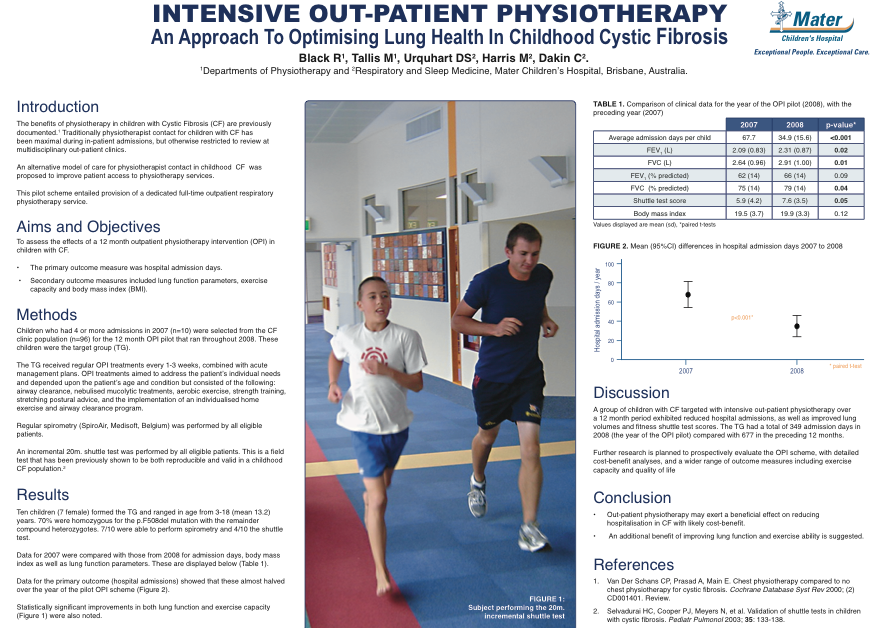 INTENSIVE OUT-PATIENT PHYSIOTHERAPY
An Approach To Optimising Lung Health In Childhood Cystic Fibrosis
Black R¹, Tallis M¹, Urquhart DS², Harris M², Dakin C².
¹Departments of Physiotherapy and ²Respiratory and Sleep Medicine, Mater Children's Hospital, Brisbane, Australia.
Mater
Children's Hospital
Exceptional People. Exceptional Care.
Introduction
The benefits of physiotherapy in children with Cystic Fibrosis (CF) are previously
documented.¹ Traditionally physiotherapist contact for children with CF has
been maximal during in-patient admissions, but otherwise restricted to review at
multidisciplinary out-patient clinics.
An alternative model of care for physiotherapist contact in childhood CF was
proposed to improve patient access to physiotherapy services.
This pilot scheme entailed provision of a dedicated full-time outpatient respiratory
physiotherapy service.
Aims and Objectives
To assess the effects of a 12 month outpatient physiotherapy intervention (OPI) in
children with CF.
• The primary outcome measure was hospital admission days.
• Secondary outcomes measures included lung function parameters, exercise
capacity and body mass index (BMI).
Methods
Children who had 4 or more admissions in 2007 (n=10) were selected from the CF
clinic population (n=96) for the 12 month OPI pilot that ran throughout 2008. These
children were the target group (TG).
The TG received regular OPI treatments every 1-3 weeks, combined with acute
management plans. OPI treatments aimed to address the patient's individual needs
and depended upon the patient's age and condition but consisted of the following:
airway clearance, nebulised mucolytic treatments, aerobic exercise, strength training,
stretching postural advice, and the implementation of an individualised home
exercise and airway clearance program.
Regular spirometry (SpiroAir, Medisoft, Belgium) was performed by all eligible
patients.
An incremental 20m. shuttle test was performed by all eligible patients. This is a field
test that has been previously shown to be both reproducible and valid in a childhood
CF population.²
Results
Ten children (7 female) formed the TG and ranged in age from 3-18 (mean 13.2)
years. 70% were homozygous for the p.F508del mutation with the remainder
compound heterozygotes. 7/10 were able to perform spirometry and 4/10 the shuttle
test.
Data for 2007 were compared with those from 2008 for admission days, body mass
index as well as lung function parameters. These are displayed below (Table 1).
Data for the primary outcome (hospital admissions) showed that these almost halved
over the year of the pilot OPI scheme (Figure 2).
Statistically significant improvements in both lung function and exercise capacity
(Figure 1) were also noted.
FIGURE 1:
Subject performing the 20m.
incremental shuttle test
TABLE 1. Comparison of clinical data for the year of the OPI pilot (2008), with the
preceding year (2007)
2007 2008 p-value*
Average admission days per child 67.7 34.9 (15.6) <0.001
FEV₁ (L) 2.09 (0.83) 2.31 (0.87) 0.02
FVC (L) 2.64 (0.96) 2.91 (1.00) 0.01
FEV₁ (% predicted) 62 (14) 66 (14) 0.09
FVC (% predicted) 75 (14) 79 (14) 0.04
Shuttle test score 5.9 (4.2) 7.6 (3.5) 0.05
Body mass index 19.5 (3.7) 19.9 (3.3) 0.12
Values displayed are mean (sd), *paired t-tests
FIGURE 2. Mean (95%CI) differences in hospital admission days 2007 to 2008
Hospital admission days / year
100
80
60
40
20
0
p<0.001*
2007 2008
* paired t-test
Discussion
A group of children with CF targeted with intensive out-patient physiotherapy over
a 12 month period exhibited reduced hospital admissions, as well as improved lung
volumes and fitness shuttle test scores. The TG had a total of 349 admission days in
2008 (the year of the OPI pilot) compared with 677 in the preceding 12 months.
Further research is planned to prospectively evaluate the OPI scheme, with detailed
cost-benefit analyses, and a wider range of outcome measures including exercise
capacity and quality of life
Conclusion
• Out-patient physiotherapy may exert a beneficial effect on reducing
hospitalisation in CF with likely cost-benefit.
• An additional benefit of improving lung function and exercise ability is suggested.
References
1. Van Der Schans CP, Prasad A, Main E. Chest physiotherapy compared to no
chest physiotherapy for cystic fibrosis. Cochrane Database Syst Rev 2000; (2)
CD001401. Review.
2. Selvadurai HC, Cooper PJ, Meyers N, et al. Validation of shuttle tests in children
with cystic fibrosis. Pediatr Pulmonol 2003; 35: 133-138.